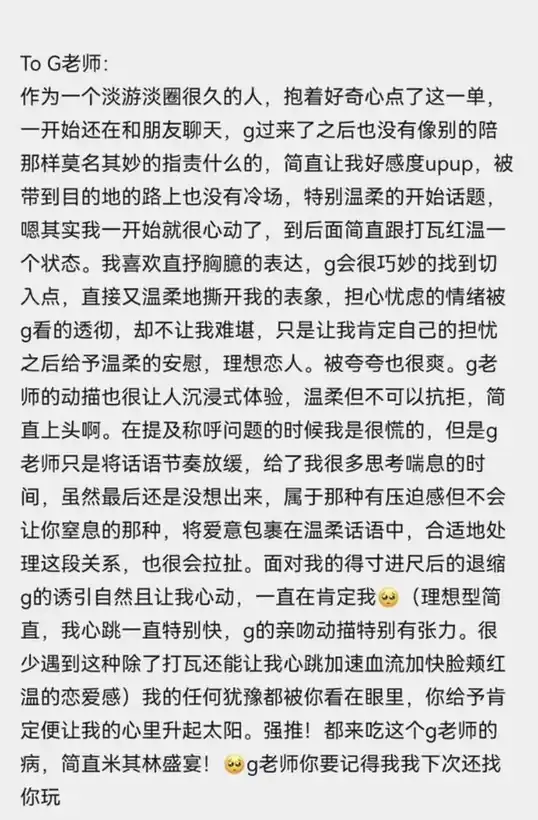 To G老师：
作为一个淡游淡圈很久的人，抱着好奇心点了这一单，
一开始还在和朋友聊天，g过来了之后也没有像别的陪
那样莫名其妙的指责什么的，简直让我好感度upup，被
带到目的地的路上也没有冷场，特别温柔的开始话题，
嗯其实我一开始就很心动了，到后面简直跟打瓦红温一
个状态。我喜欢直抒胸臆的表达，g会很巧妙的找到切
入点，直接又温柔地撕开我的表象，担心忧虑的情绪被
g看的透彻，却不让我难堪，只是让我肯定自己的担忧
之后给予温柔的安慰，理想恋人。被夸夸也很爽。g老
师的动描也很让人沉浸式体验，温柔但不可以抗拒，简
直上头啊。在提及称呼问题的时候我是很慌的，但是g
老师只是将话语节奏放缓，给了我很多思考喘息的时
间，虽然最后还是没想出来，属于那种有压迫感但不会
让你窒息的那种，将爱意包裹在温柔话语中，合适地处
理这段关系，也很会拉扯。面对我的得寸进尺后的退缩
g的诱引自然且让我心动，一直在肯定我🥺（理想型简
直，我心跳一直特别快，g的亲吻动描特别有张力。很
少遇到这种除了打瓦还能让我心跳加速血流加快脸颊红
温的恋爱感）我的任何犹豫都被你看在眼里，你给予肯
定便让我的心里升起太阳。强推！都来吃这个g老师的
病，简直米其林盛宴！🥺g老师你要记得我我下次还找
你玩